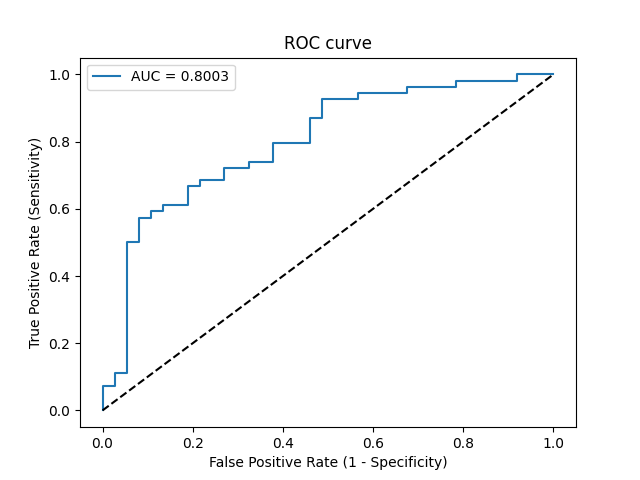 ROC curve
AUC = 0.8003
1.0
0.8
0.6
0.4
0.2
0.0
True Positive Rate (Sensitivity)
0.0 0.2 0.4 0.6 0.8 1.0
False Positive Rate (1 - Specificity)